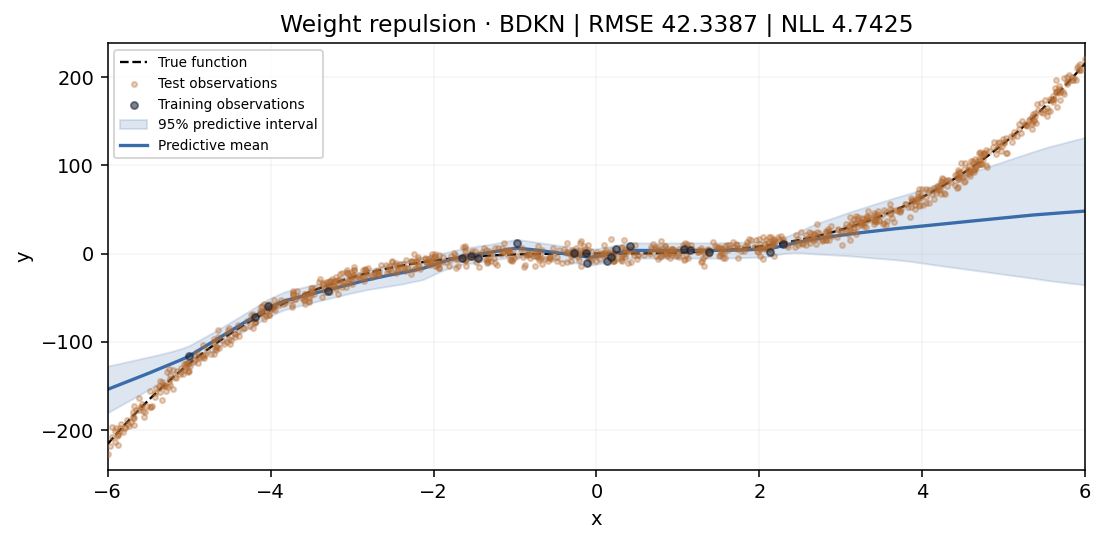 Weight repulsion · BDKN | RMSE 42.3387 | NLL 4.7425
True function
Test observations
Training observations
95% predictive interval
Predictive mean
200
100
0
−100
−200
y
−6
−4
−2
0
2
4
6
x